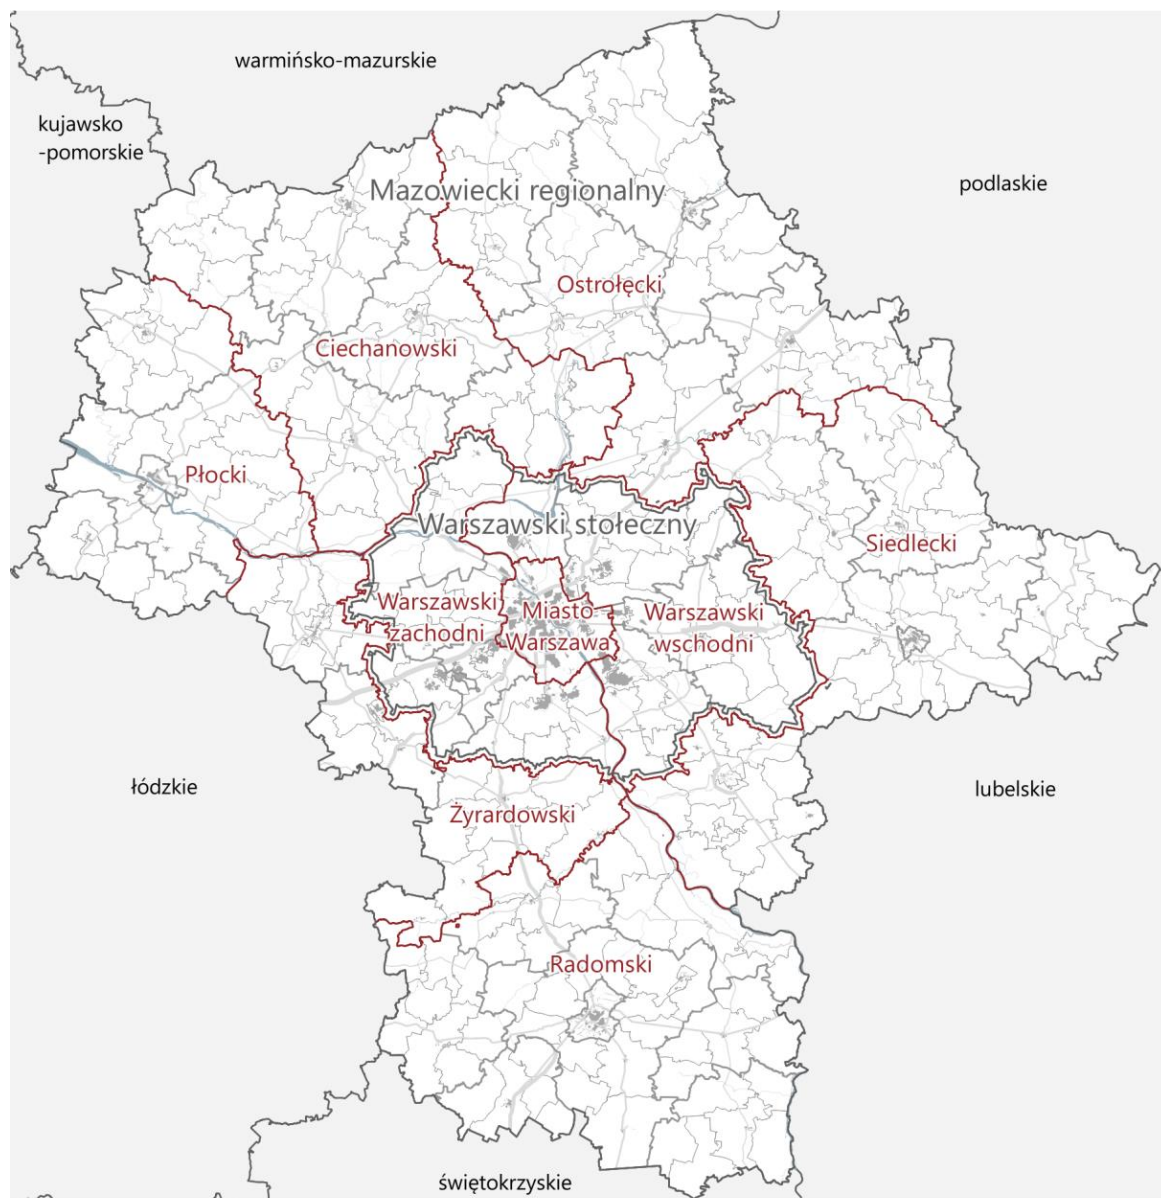 warmińsko-mazurskie
kujawsko
-pomorskie
podlaskie
Mazowiecki regionalny
Ostrołęcki
Ciechanowski
Płocki
Warszawski stołeczny
Siedlecki
Warszawski
zachodni
Miasto
Warszawa
Warszawski
wschodni
łódzkie
lubelskie
Żyrardowski
Radomski
świętokrzyskie